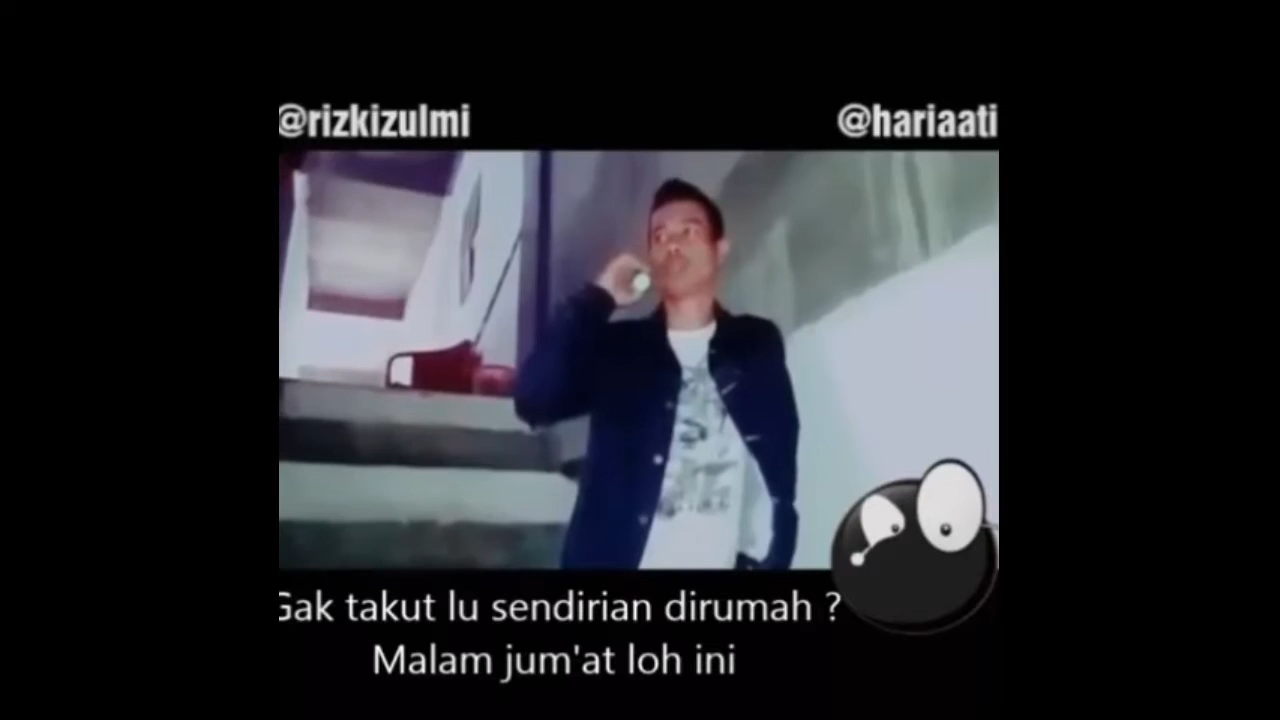 @rizkizulmi @hariaati
Gak takut lu sendirian dirumah ?
Malam jum'at loh ini